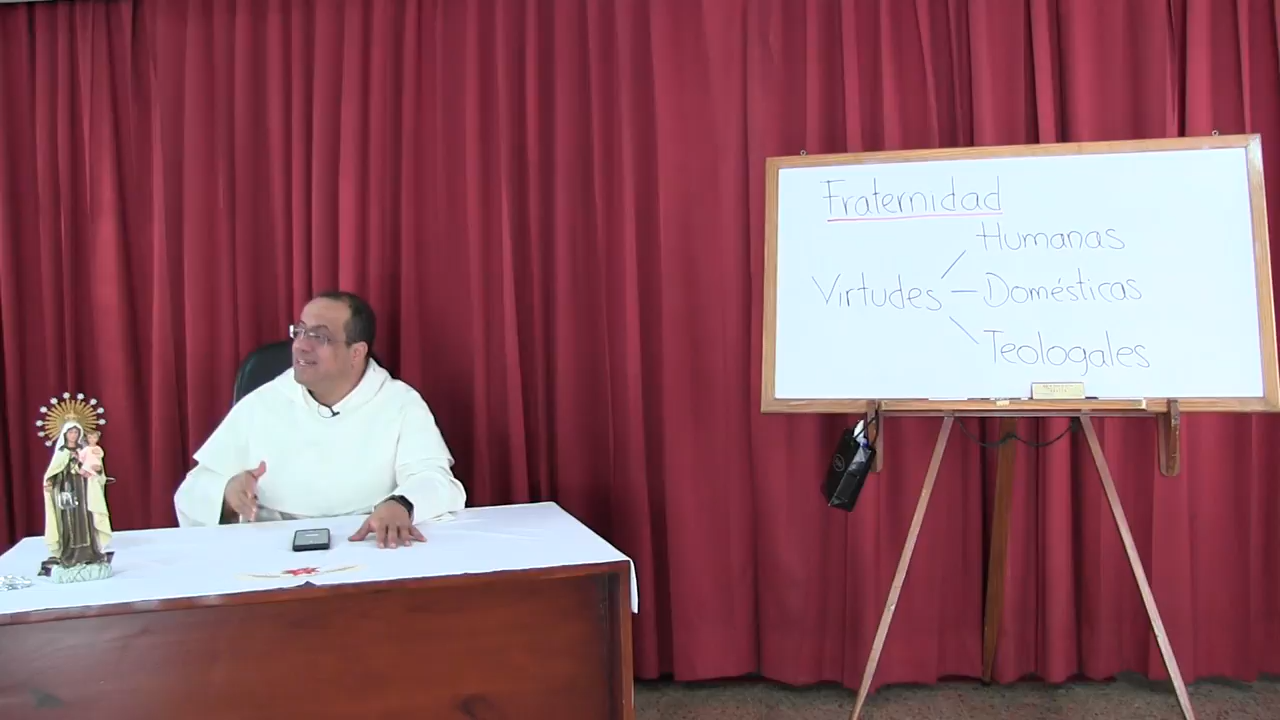 Fraternidad
Humanas
Virtudes — Domésticas
Teologales